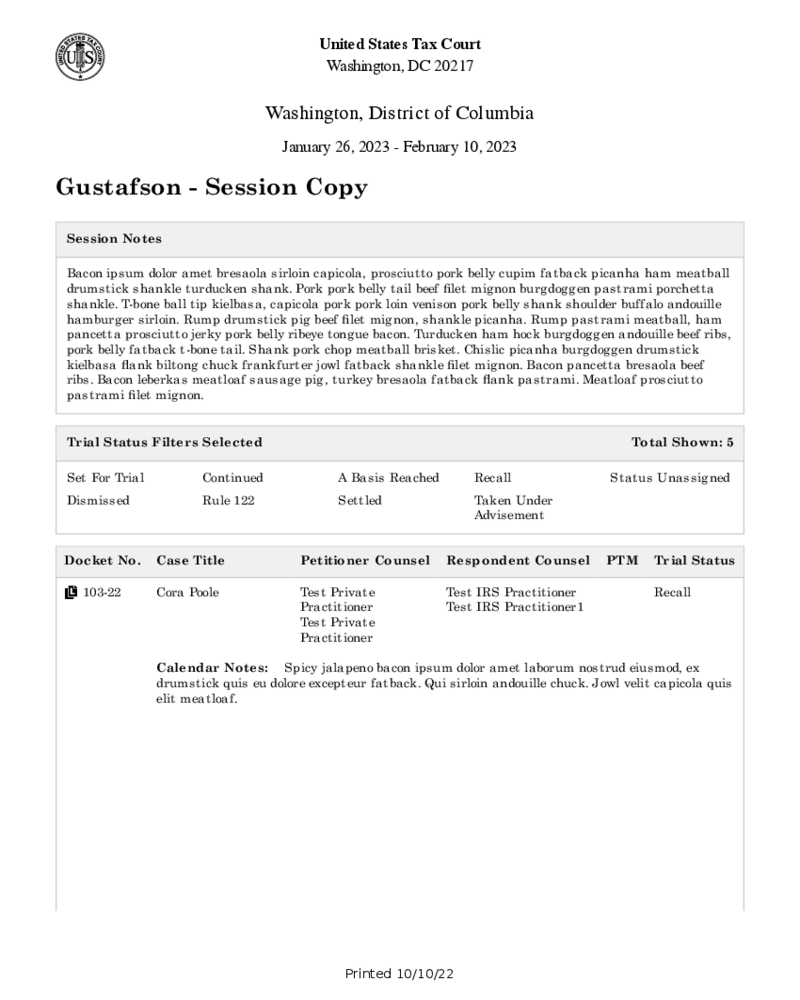 UNITED STATES TAX COURT
US
United States Tax Court
Washington, DC 20217
Washington, District of Columbia
January 26, 2023 - February 10, 2023
Gustafson - Session Copy
Session Notes
Bacon ipsum dolor amet bresaola sirloin capicola, prosciutto pork belly cupim fatback picanha ham meatball
drumstick shankle turducken shank. Pork pork belly tail beef filet mignon burgdoggen pastrami porchetta
shankle. T-bone ball tip kielbasa, capicola pork pork loin venison pork belly shank shoulder buffalo andouille
hamburger sirloin. Rump drumstick pig beef filet mignon, shankle picanha. Rump pastrami meatball, ham
pancetta prosciutto jerky pork belly ribeye tongue bacon. Turducken ham hock burgdoggen andouille beef ribs,
pork belly fatback t-bone tail. Shank pork chop meatball brisket. Chislic picanha burgdoggen drumstick
kielbasa flank biltong chuck frankfurter jowl fatback shankle filet mignon. Bacon pancetta bresaola beef
ribs. Bacon leberkas meatloaf sausage pig, turkey bresaola fatback flank pastrami. Meatloaf prosciutto
pastrami filet mignon.
Trial Status Filters Selected Total Shown: 5
Set For Trial Continued A Basis Reached Recall Status Unassigned
Dismissed Rule 122 Settled Taken Under
Advisement
Docket No. Case Title Petitioner Counsel Respondent Counsel PTM Trial Status
103-22 Cora Poole Test Private Test IRS Practitioner Recall
Practitioner Test IRS Practitioner1
Test Private
Practitioner
Calendar Notes: Spicy jalapeno bacon ipsum dolor amet laborum nostrud eiusmod, ex
drumstick quis eu dolore excepteur fatback. Qui sirloin andouille chuck. Jowl velit capicola quis
elit meatloaf.
Printed 10/10/22